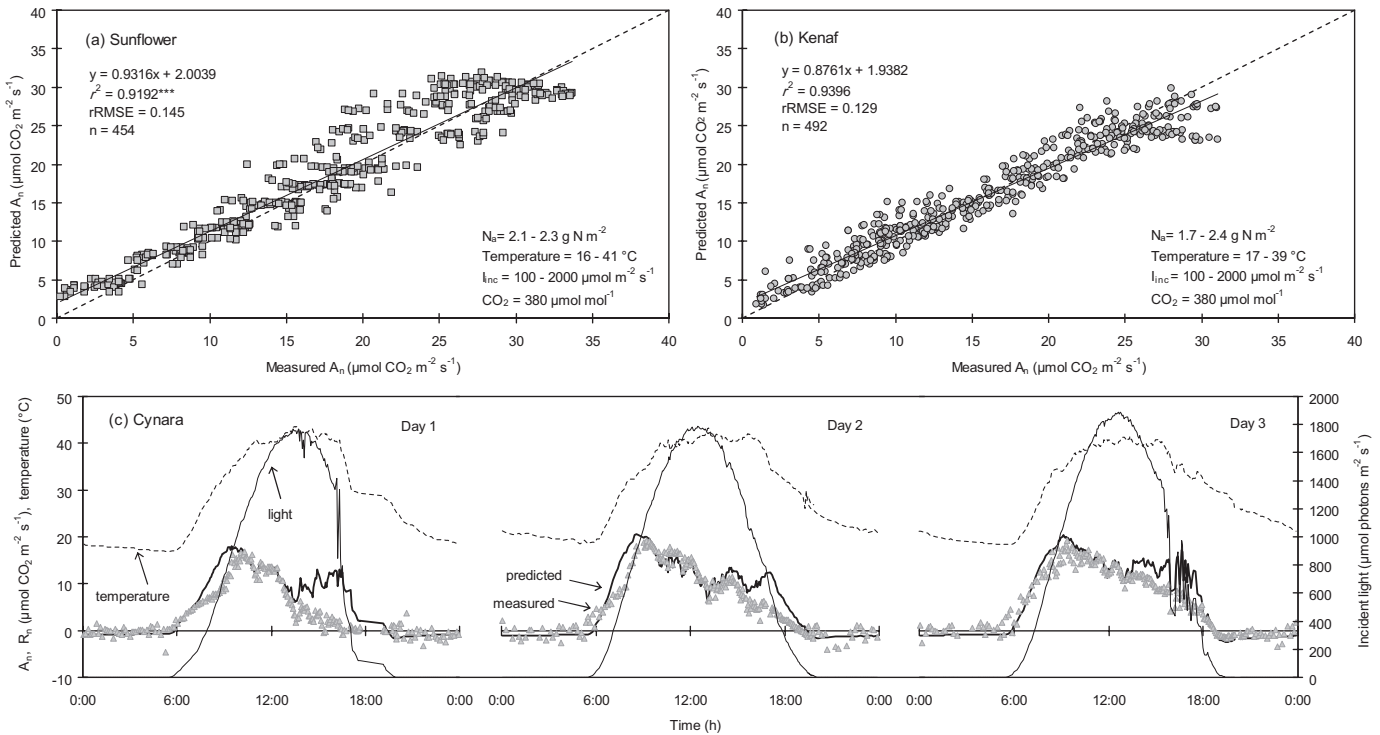 (a) Sunflower
y = 0.9316x + 2.0039
r² = 0.9192***
rRMSE = 0.145
n = 454
Nₐ= 2.1 - 2.3 g N m⁻²
Temperature = 16 - 41 °C
Iᵢₙc = 100 - 2000 µmol m⁻² s⁻¹
CO₂ = 380 µmol mol⁻¹
Predicted Aₙ (µmol CO₂ m⁻² s⁻¹)
40
35
30
25
20
15
10
5
0
0 5 10 15 20 25 30 35 40
Measured Aₙ (µmol CO₂ m⁻² s⁻¹)
(b) Kenaf
y = 0.8761x + 1.9382
r² = 0.9396
rRMSE = 0.129
n = 492
Nₐ= 1.7 - 2.4 g N m⁻²
Temperature = 17 - 39 °C
Iᵢₙc = 100 - 2000 µmol m⁻² s⁻¹
CO₂ = 380 µmol mol⁻¹
Predicted Aₙ (µmol CO² m⁻² s⁻¹)
40
35
30
25
20
15
10
5
0
0 5 10 15 20 25 30 35 40
Measured Aₙ (µmol CO₂ m⁻² s⁻¹)
(c) Cynara
Day 1
Day 2
Day 3
light
temperature
predicted
measured
Aₙ, Rₙ (µmol CO₂ m⁻² s⁻¹), temperature (°C)
50
40
30
20
10
0
-10
Incident light (µmol photons m⁻² s⁻¹)
2000
1800
1600
1400
1200
1000
800
600
400
200
0
0:00 6:00 12:00 18:00 0:00 6:00 12:00 18:00 0:00 0:00 6:00 12:00 18:00 0:00
Time (h)